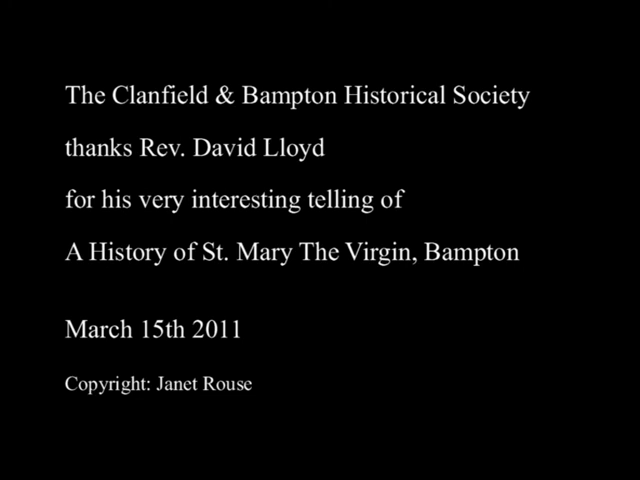 The Clanfield & Bampton Historical Society
thanks Rev. David Lloyd
for his very interesting telling of
A History of St. Mary The Virgin, Bampton
March 15th 2011
Copyright: Janet Rouse